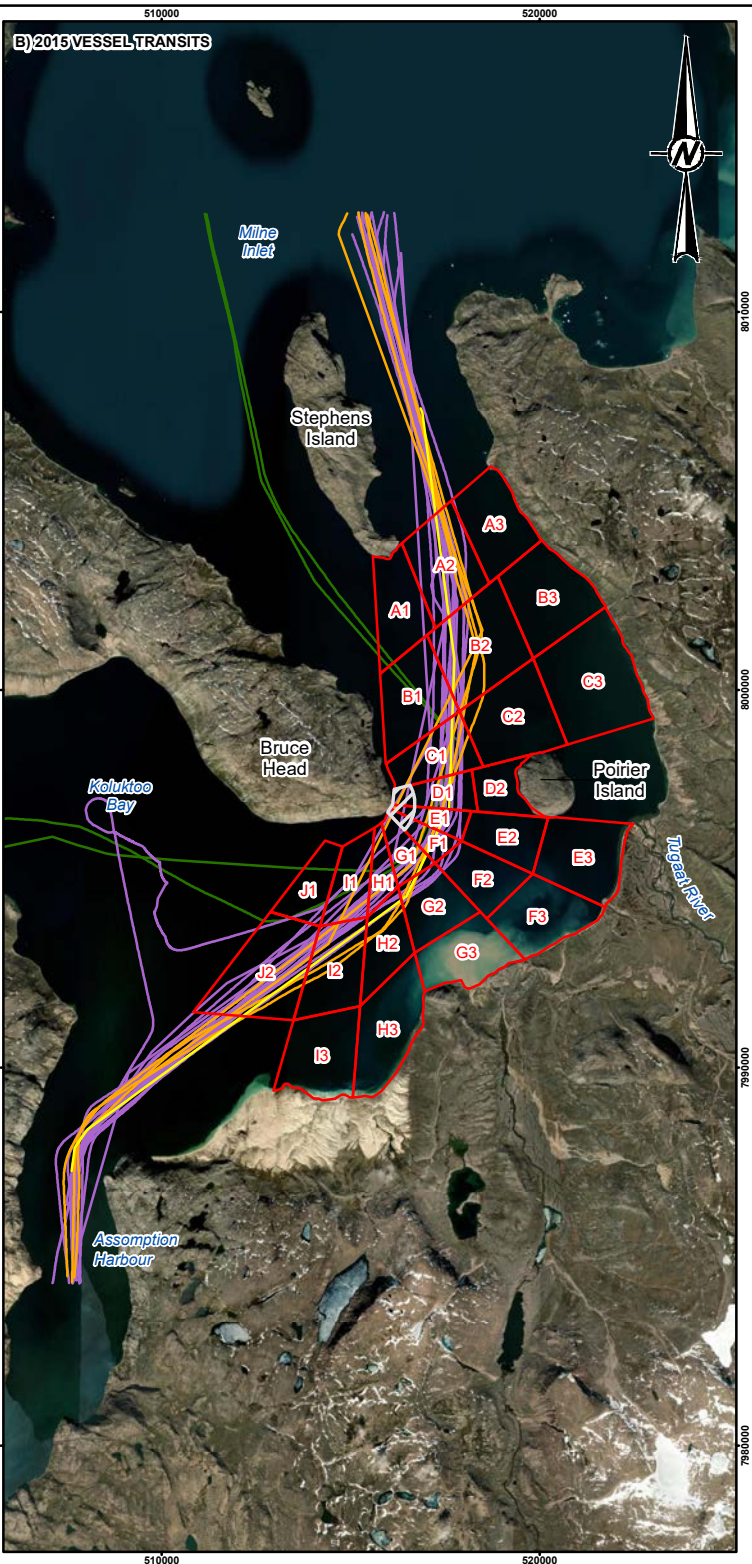 510000
520000
B) 2015 VESSEL TRANSITS
N
Milne
Inlet
8010000
Stephens
Island
A3
A2
B3
A1
B2
C3
8000000
B1
C2
C1
Bruce
Head
Poirier
Island
D1
D2
Koluktoo
Bay
E1
E2
F1
G1
E3
Tugaat River
J1
I1
H1
F2
G2
F3
H2
G3
J2
I2
H3
I3
7990000
Assumption
Harbour
7980000
510000
520000